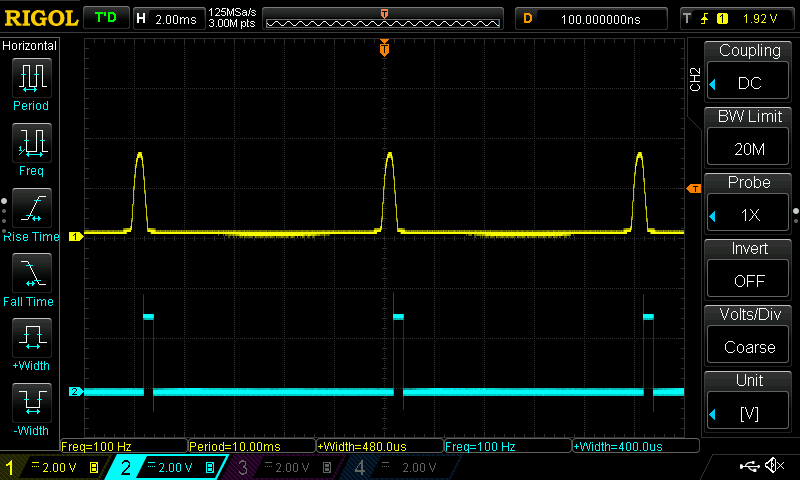 RIGOL T'D H 2.00ms 125MSa/s 3.00M pts T D 100.000000ns T 1 1.92 V
Horizontal
Period
Freq
Rise Time
Fall Time
+Width
-Width
T
T
1
2
CH2
Coupling
DC
BW Limit
20M
Probe
1X
Invert
OFF
Volts/Div
Coarse
Unit
[V]
Freq=100 Hz Period=10.00ms +Width=480.0us Freq=100 Hz +Width=400.0us
1 2.00 V B 2 2.00 V B 3 2.00 V B 4 2.00 V